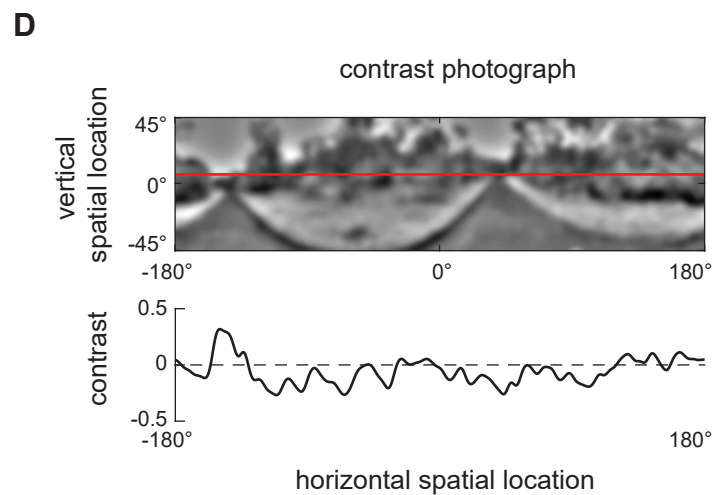 D
contrast photograph
vertical
spatial location
45°
0°
-45°
-180°
0°
180°
contrast
0.5
0
-0.5
-180°
180°
horizontal spatial location